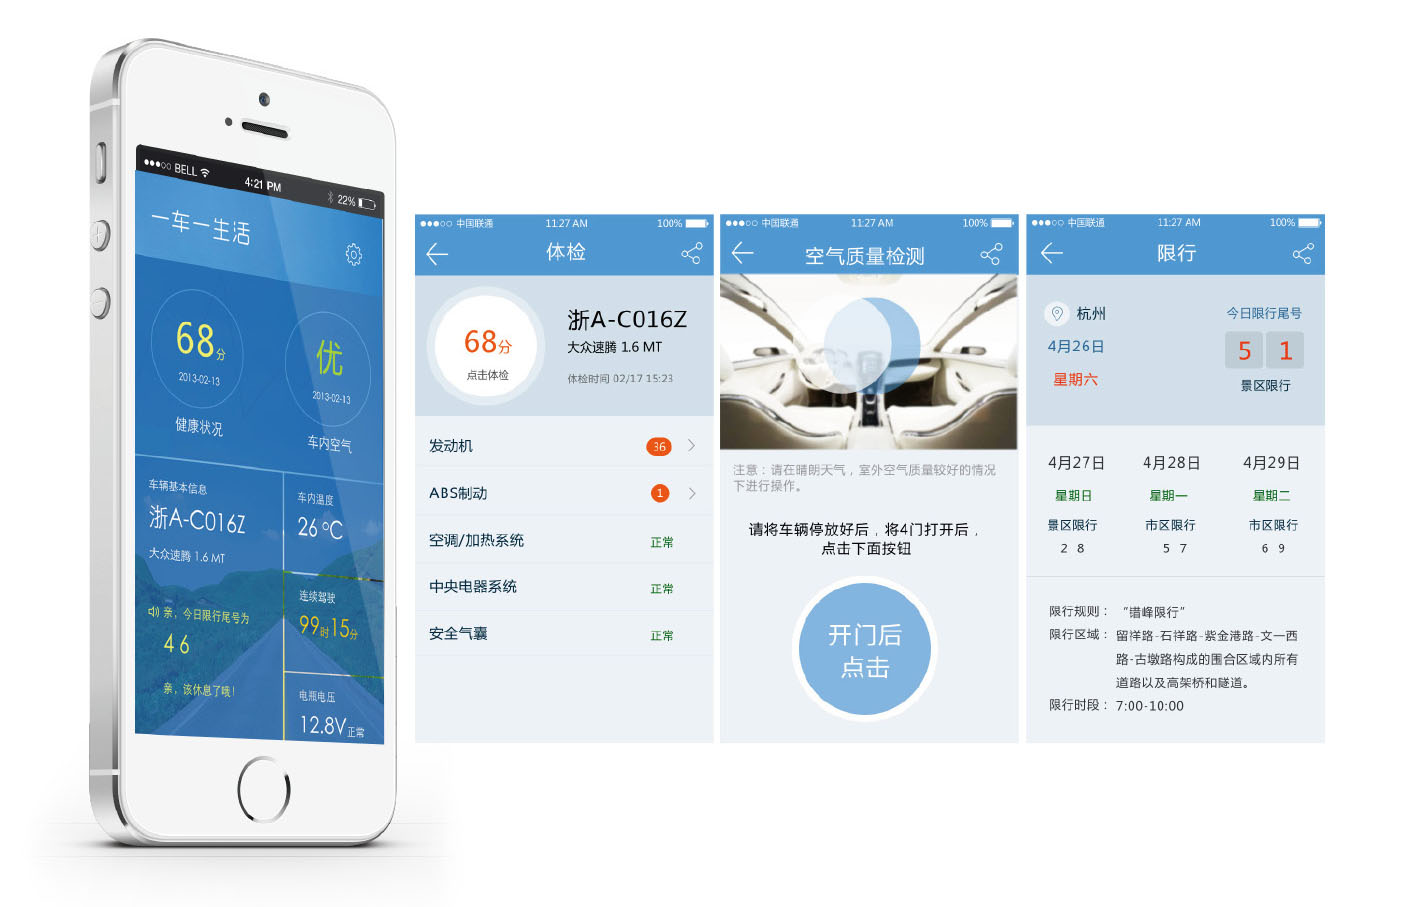 BELL 4:21 PM 22%
一车一生活
68分
2013-02-13
健康状况
优
2013-02-13
车内空气
车辆基本信息
浙A-C016Z
大众速腾 1.6 MT
车内温度
26℃
亲，今日限行尾号为
4 6
亲，该休息了哦！
连续驾驶
99时15分
电瓶电压
12.8V正常
中国联通 11:27 AM 100%
体检
68分
点击体检
浙A-C016Z
大众速腾 1.6 MT
体检时间 02/17 15:23
发动机 36
ABS制动 1
空调/加热系统 正常
中央电器系统 正常
安全气囊 正常
中国联通 11:27 AM 100%
空气质量检测
注意：请在晴朗天气，室外空气质量较好的情况
下进行操作。
请将车辆停放好后，将4门打开后，
点击下面按钮
开门后
点击
中国联通 11:27 AM 100%
限行
杭州
4月26日
星期六
今日限行尾号
5 1
景区限行
4月27日 4月28日 4月29日
星期日 星期一 星期二
景区限行 市区限行 市区限行
2 8 5 7 6 9
限行规则： “错峰限行”
限行区域： 留祥路-石祥路-紫金港路-文一西
路-古墩路构成的围合区域内所有
道路以及高架桥和隧道。
限行时段： 7:00-10:00